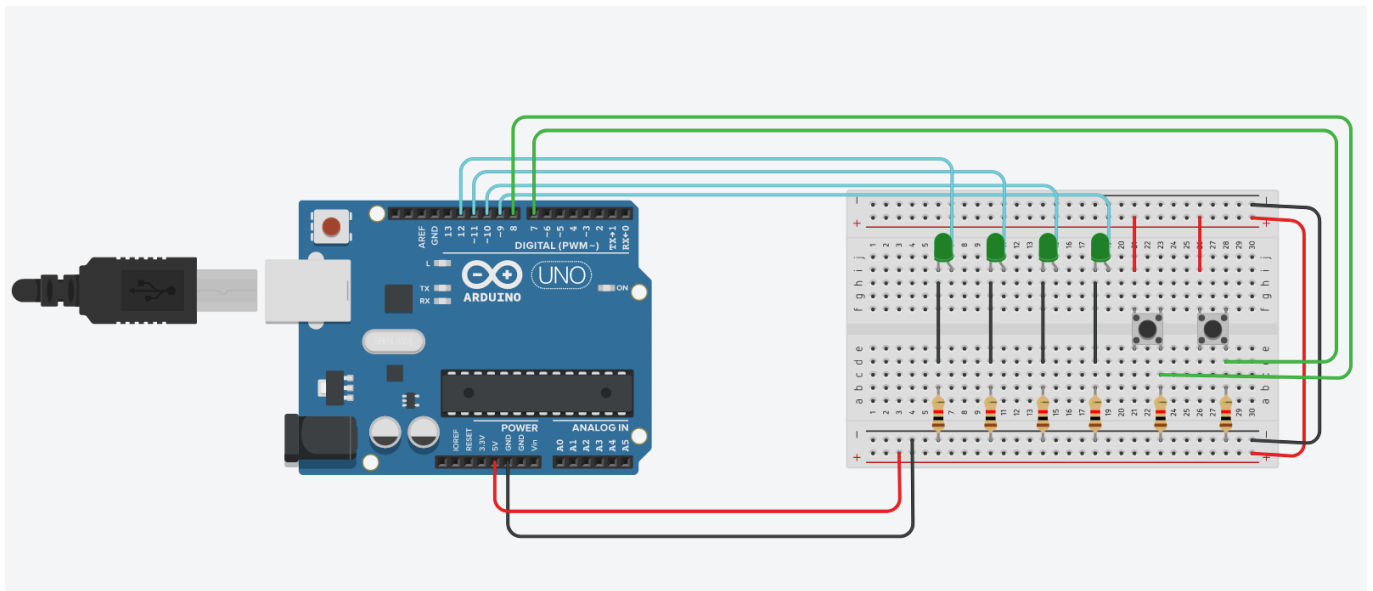 AREF
GND
13
12
~11
~10
~9
8
7
~6
~5
4
~3
2
TX→1
RX←0
DIGITAL (PWM~)
L
TX
RX
ARDUINO
UNO
ON
IOREF
RESET
3.3V
5V
GND
GND
Vin
POWER
ANALOG IN
A0
A1
A2
A3
A4
A5